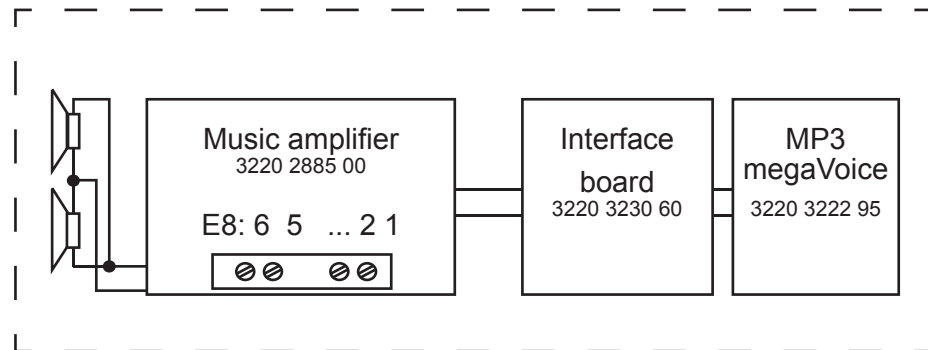 Music amplifier
3220 2885 00
E8: 6 5 ... 2 1
Interface
board
3220 3230 60
MP3
megaVoice
3220 3222 95